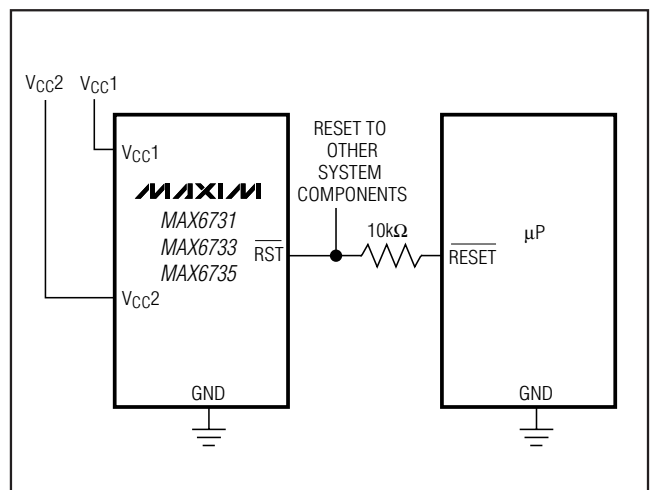 VCC2 VCC1
VCC1
MAXIM
MAX6731
MAX6733
MAX6735
RST
VCC2
GND
RESET TO
OTHER
SYSTEM
COMPONENTS
10kΩ
RESET
μP
GND